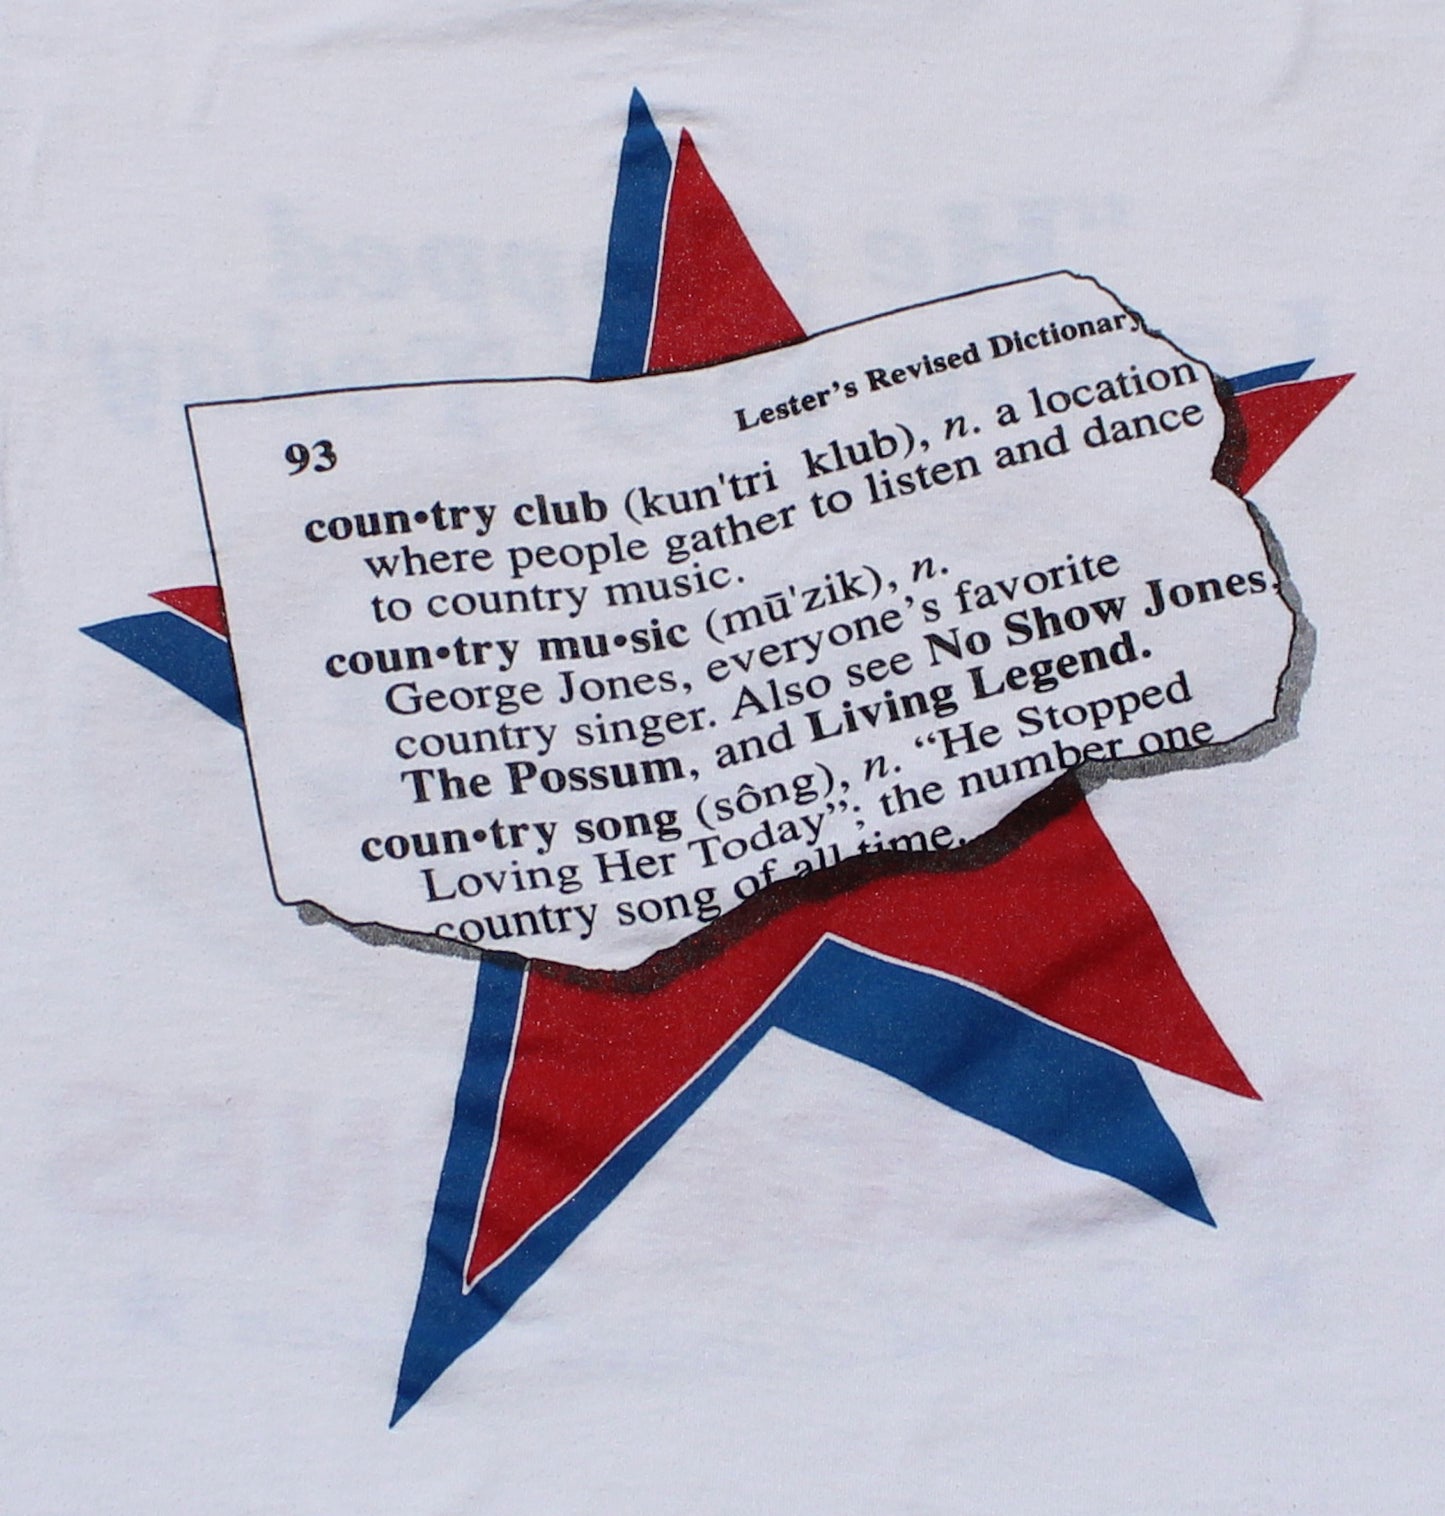 93
Lester's Revised Dictionary
coun•try club (kun'tri klub), n. a location
where people gather to listen and dance
to country music.
coun•try mu•sic (mū'zik), n.
George Jones, everyone's favorite
country singer. Also see No Show Jones,
The Possum, and Living Legend.
coun•try song (sông), n. “He Stopped
Loving Her Today”; the number one
country song of all time.